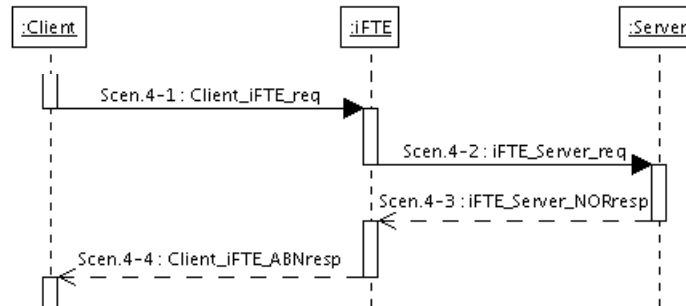 :Client
:iFTE
:Server
Scen.4-1 : Client_iFTE_req
Scen.4-2 : iFTE_Server_req
Scen.4-3 : iFTE_Server_NORresp
Scen.4-4 : Client_iFTE_ABNresp